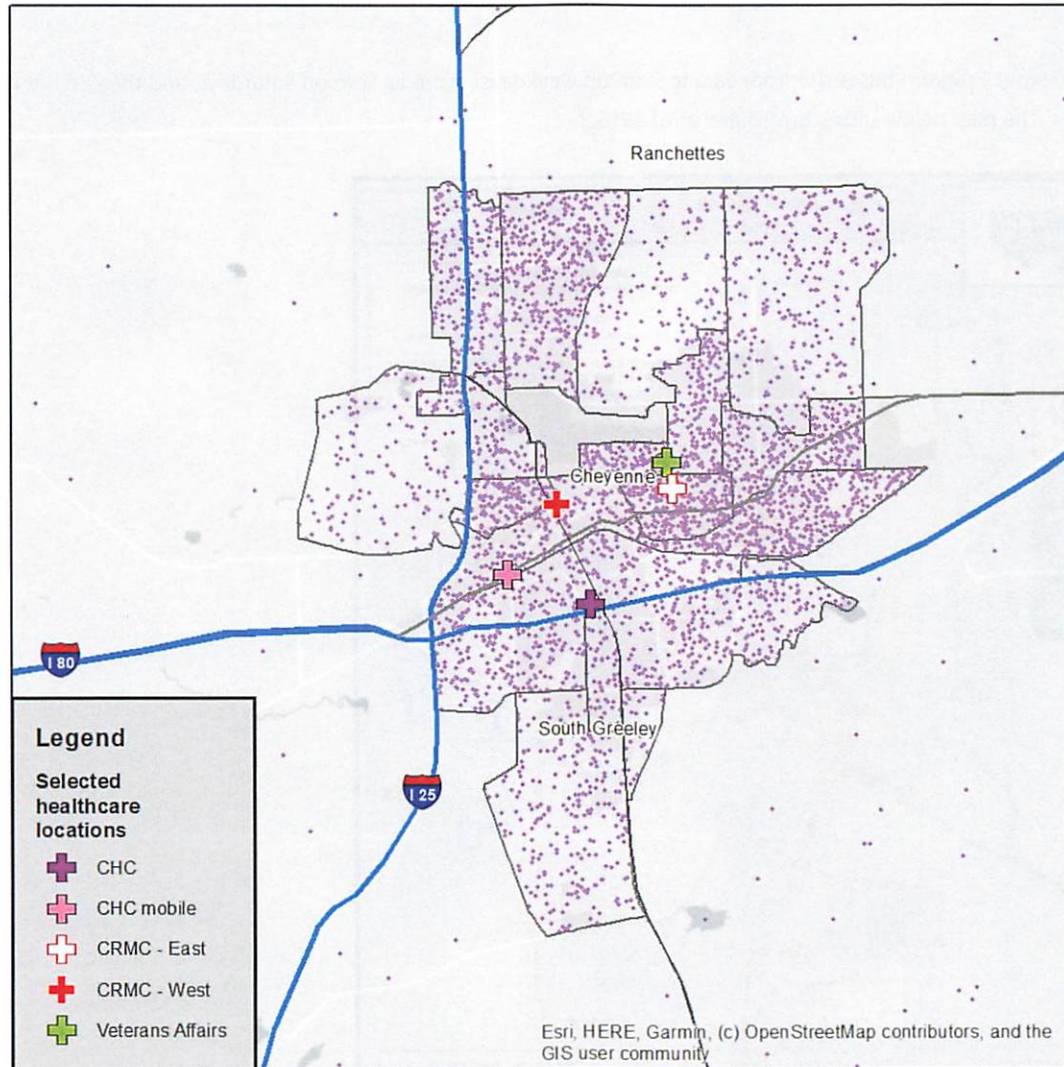 Ranchettes
Cheyenne
I 80
South Greeley
I 25
Legend
Selected
healthcare
locations
CHC
CHC mobile
CRMC - East
CRMC - West
Veterans Affairs
Esri, HERE, Garmin, (c) OpenStreetMap contributors, and the
GIS user community